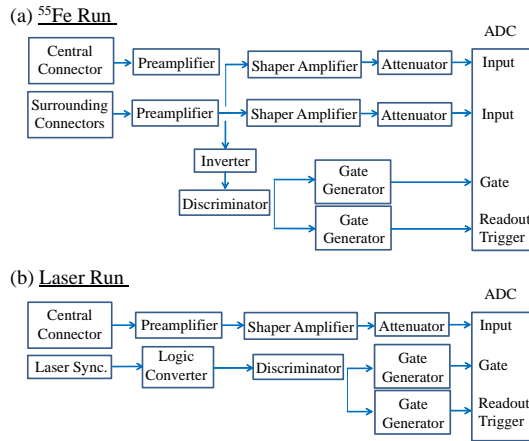 (a) ⁵⁵Fe Run
ADC
Central
Connector
Preamplifier
Shaper Amplifier
Attenuator
Input
Surrounding
Connectors
Preamplifier
Shaper Amplifier
Attenuator
Input
Inverter
Discriminator
Gate
Generator
Gate
Gate
Generator
Readout
Trigger
(b) Laser Run
ADC
Central
Connector
Preamplifier
Shaper Amplifier
Attenuator
Input
Laser Sync.
Logic
Converter
Discriminator
Gate
Generator
Gate
Gate
Generator
Readout
Trigger